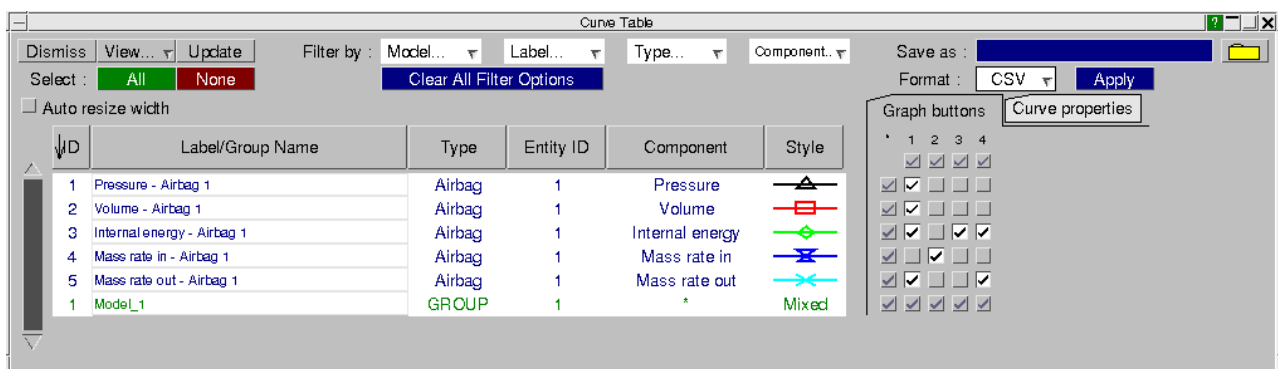 Curve Table
Dismiss View... Update Filter by : Model... Label... Type... Component.. Save as :
Select : All None Clear All Filter Options Format : CSV Apply
Auto resize width Graph buttons Curve properties
ID Label/Group Name Type Entity ID Component Style * 1 2 3 4
1 Pressure - Airbag 1 Airbag 1 Pressure
2 Volume - Airbag 1 Airbag 1 Volume
3 Internal energy - Airbag 1 Airbag 1 Internal energy
4 Mass rate in - Airbag 1 Airbag 1 Mass rate in
5 Mass rate out - Airbag 1 Airbag 1 Mass rate out
1 Model_1 GROUP 1 * Mixed